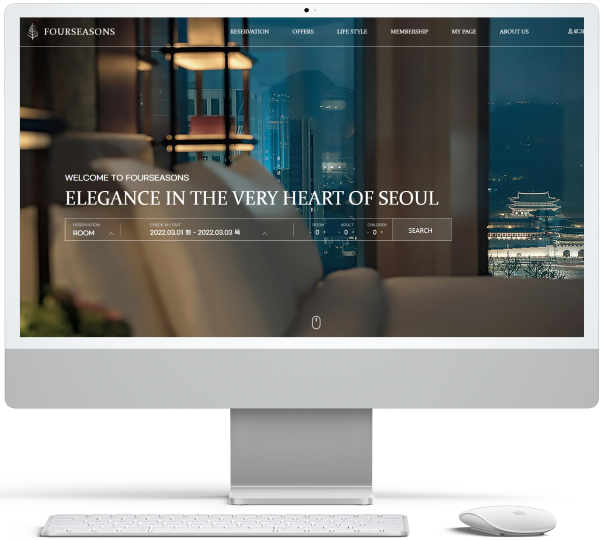 FOURSEASONS
RESERVATION OFFERS LIFE STYLE MEMBERSHIP MY PAGE ABOUT US 로그
WELCOME TO FOURSEASONS
ELEGANCE IN THE VERY HEART OF SEOUL
RESERVATION CHECK IN / OUT ROOM ADULT CHILDREN
ROOM 2022.03.01 화 - 2022.03.03 목 - 0 + - 0 + - 0 + SEARCH